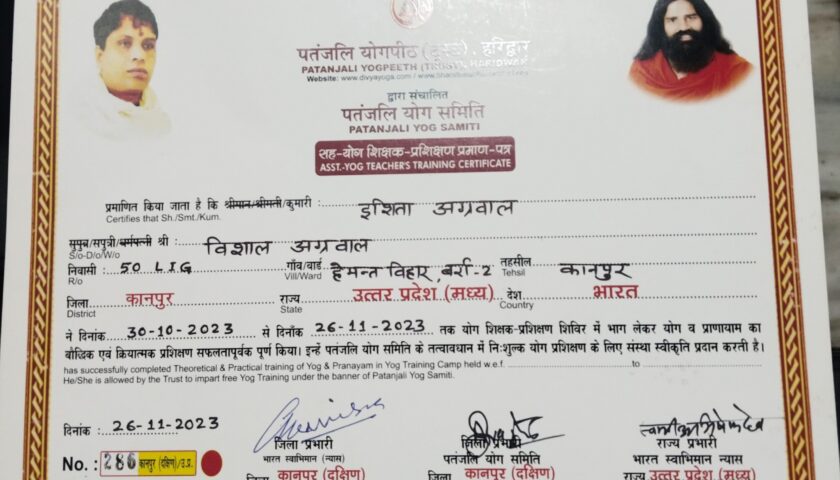 पतंजलि योगपीठ (ट्रस्ट), हरिद्वार
PATANJALI YOGPEETH (TRUST), HARIDWAR
Website: www.divyayoga.com /
द्वारा संचालित
पतंजलि योग समिति
PATANJALI YOG SAMITI
सह-योग शिक्षक-प्रशिक्षण प्रमाण-पत्र
ASST.-YOG TEACHER'S TRAINING CERTIFICATE
प्रमाणित किया जाता है कि श्रीमान/श्रीमती/कुमारी : इशिता अग्रवाल
Certifies that Sh./Smt./Kum.
सुपुत्र/सपुत्री/धर्मपत्नी श्री : विशाल अग्रवाल
S/o-D/o/W/o
निवासी : 50 LIG गाँव/वार्ड हेमन्त विहार, बर्रा-2 तहसील कानपुर
R/o Vill/Ward Tehsil
जिला कानपुर राज्य उत्तर प्रदेश (मध्य) देश भारत
District State Country
ने दिनांक 30-10-2023 से दिनाँक 26-11-2023 तक योग शिक्षक-प्रशिक्षण शिविर में भाग लेकर योग व प्राणायाम का
बौद्धिक एवं क्रियात्मक प्रशिक्षण सफलतापूर्वक पूर्ण किया। इन्हें पतंजलि योग समिति के तत्वावधान में निःशुल्क योग प्रशिक्षण के लिए संस्था स्वीकृति प्रदान करती है।
has successfully completed Theoretical & Practical training of Yog & Pranayam in Yog Training Camp held w.e.f. to
He/She is allowed by the Trust to impart free Yog Training under the banner of Patanjali Yog Samiti.
दिनांक : 26-11-2023
जिला प्रभारी जिला प्रभारी राज्य प्रभारी
भारत स्वाभिमान (न्यास) पतंजलि योग समिति भारत स्वाभिमान (न्यास)
No. : 286 कानपुर (दक्षिण)/उ.प्र.
जिला कानपुर (दक्षिण) जिला कानपुर (दक्षिण) राज्य उत्तर प्रदेश (मध्य)